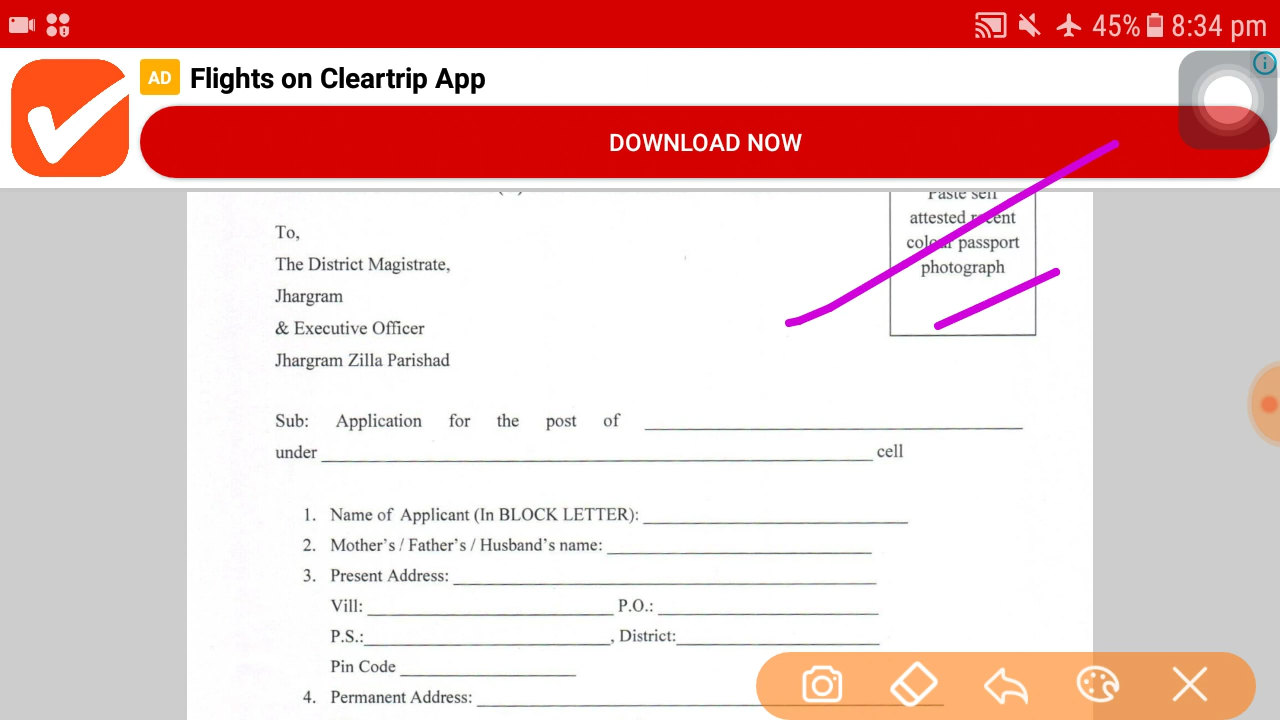 45% 8:34 pm
AD Flights on Cleartrip App
DOWNLOAD NOW
Paste self
attested recent
colour passport
photograph
To,
The District Magistrate,
Jhargram
& Executive Officer
Jhargram Zilla Parishad
Sub: Application for the post of
under cell
1. Name of Applicant (In BLOCK LETTER):
2. Mother's / Father's / Husband's name:
3. Present Address:
Vill: P.O.:
P.S.: , District:
Pin Code
4. Permanent Address: